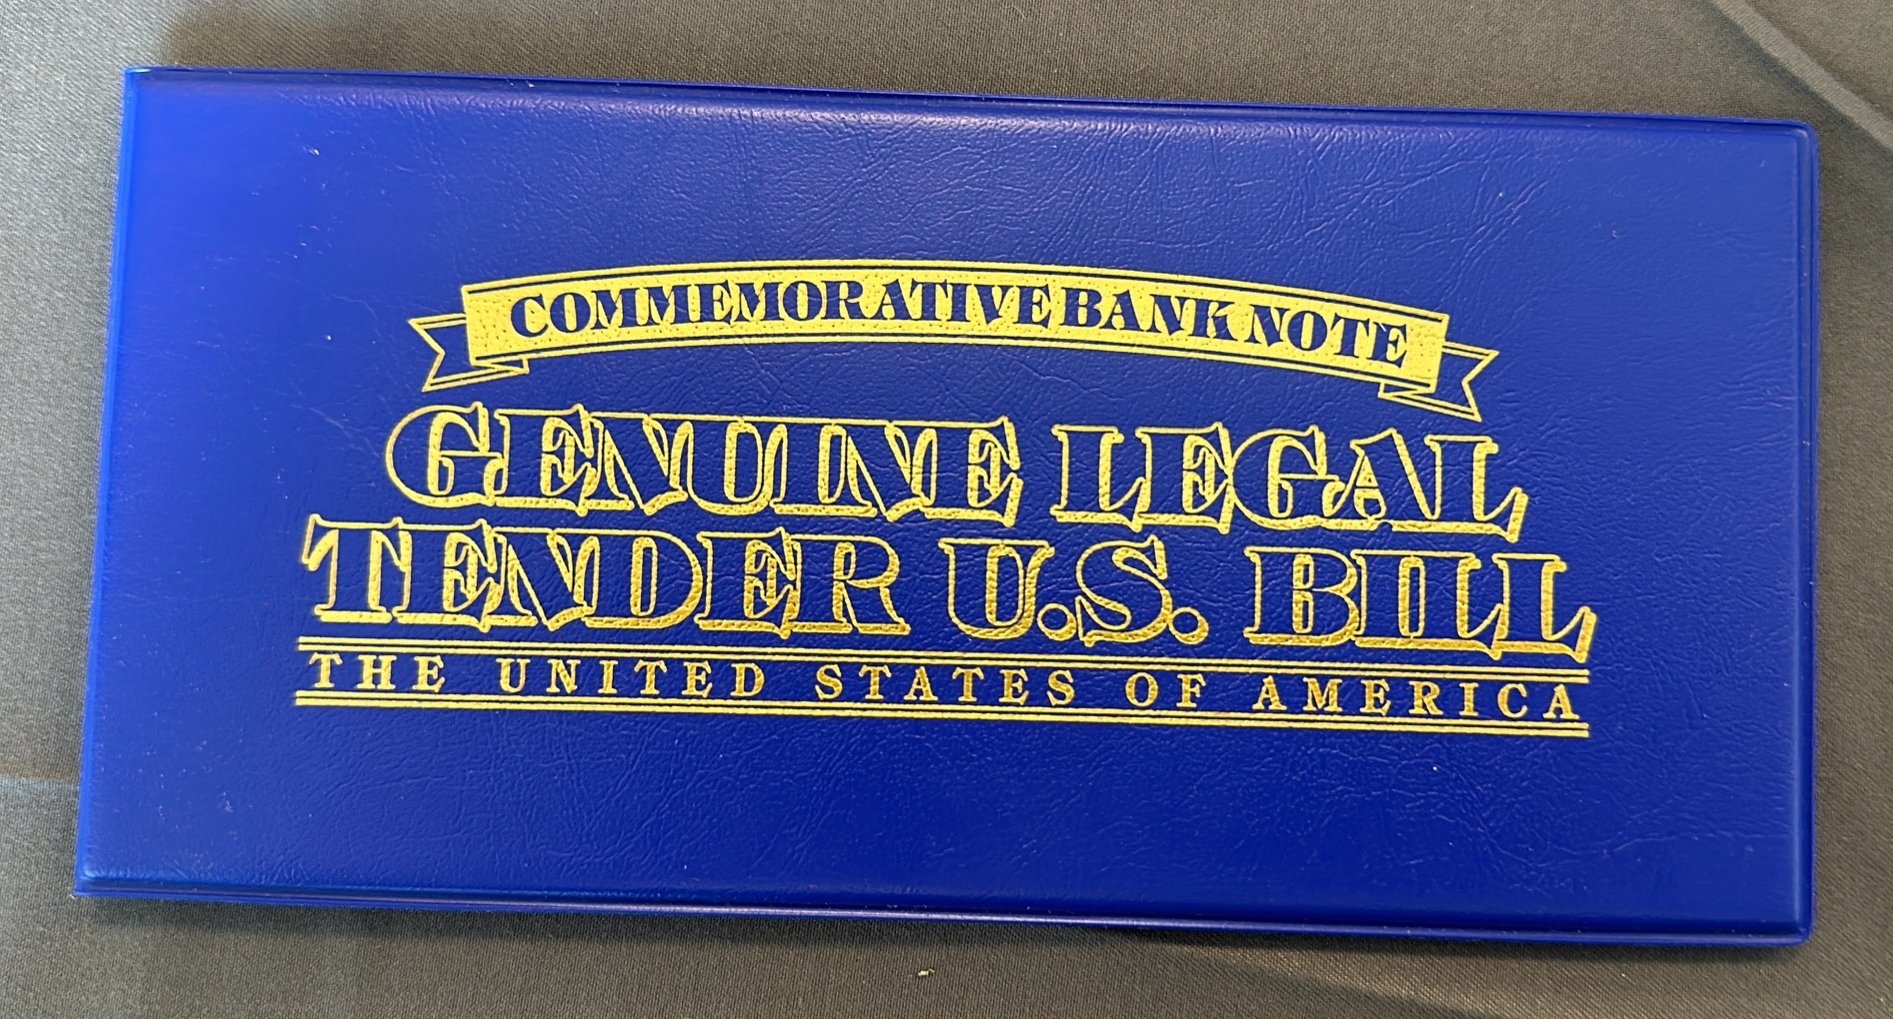 COMMEMORATIVE BANK NOTE
GENUINE LEGAL
TENDER U.S. BILL
THE UNITED STATES OF AMERICA